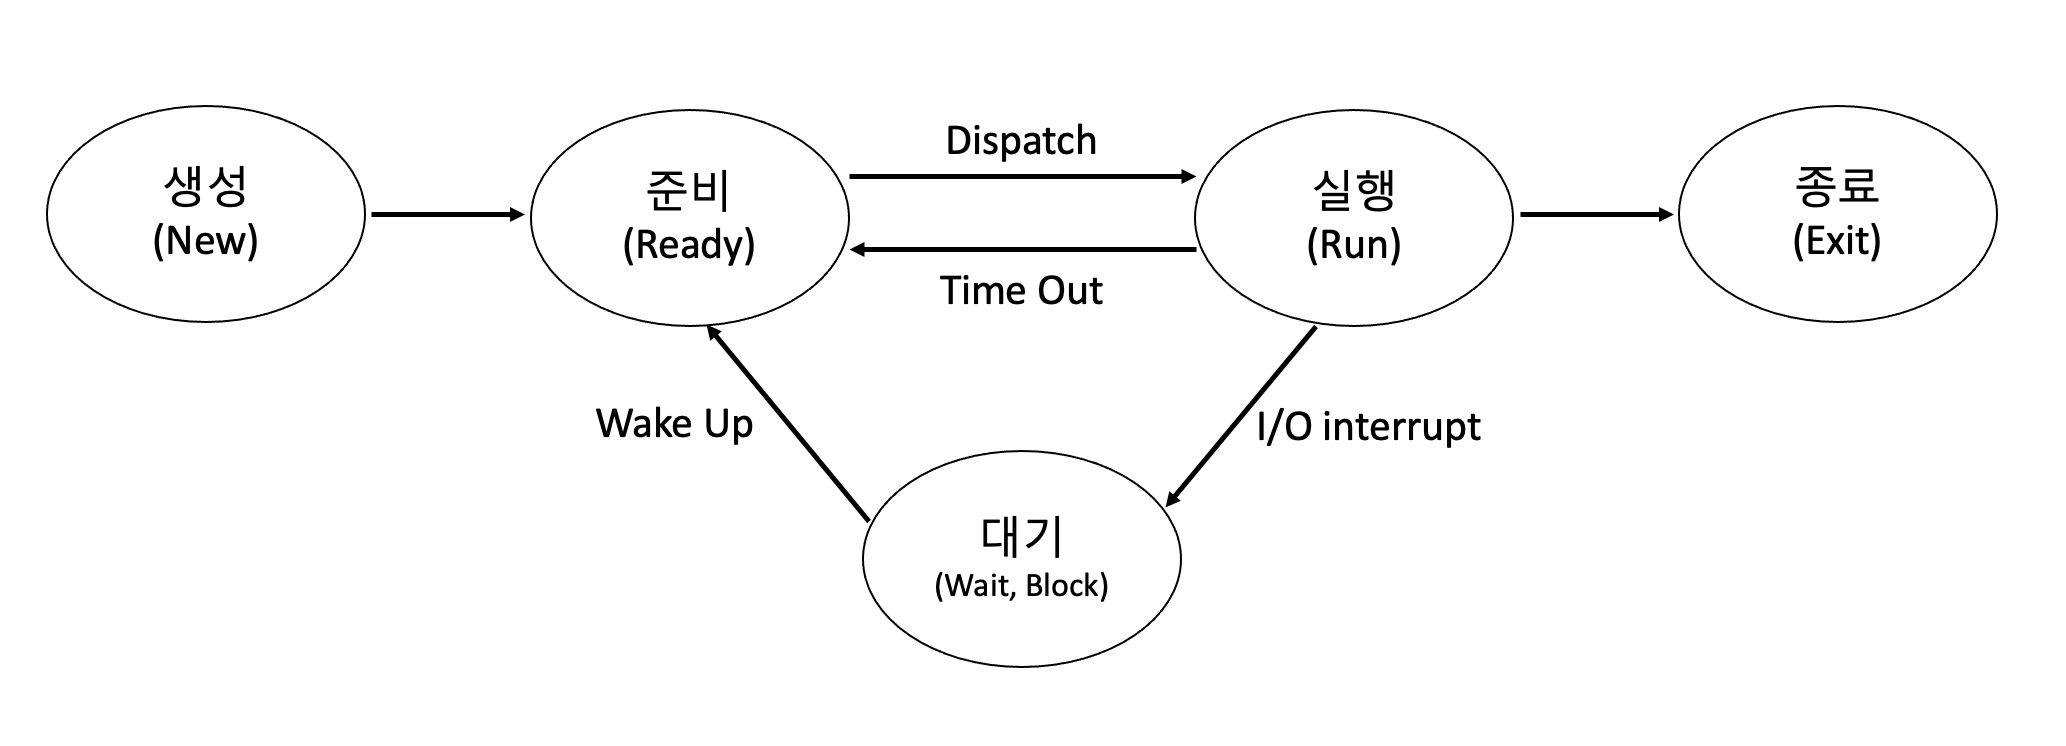 생성
(New)
준비
(Ready)
Dispatch
Time Out
실행
(Run)
종료
(Exit)
Wake Up
I/O interrupt
대기
(Wait, Block)